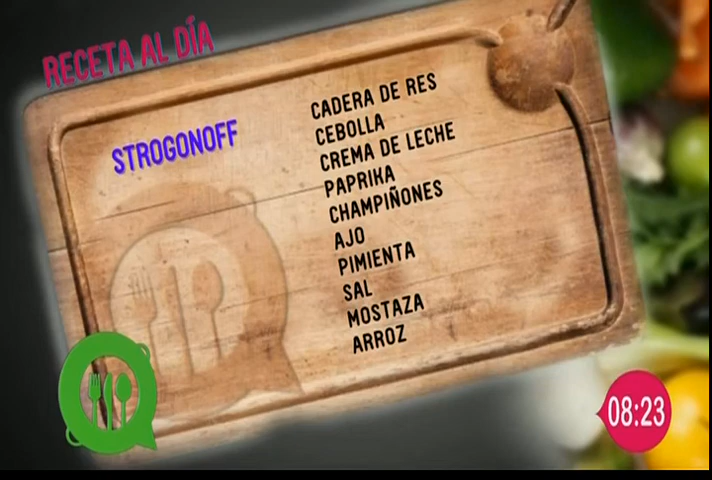 RECETA AL DÍA
STROGONOFF
CADERA DE RES
CEBOLLA
CREMA DE LECHE
PAPRIKA
CHAMPIÑONES
AJO
PIMIENTA
SAL
MOSTAZA
ARROZ
08:23